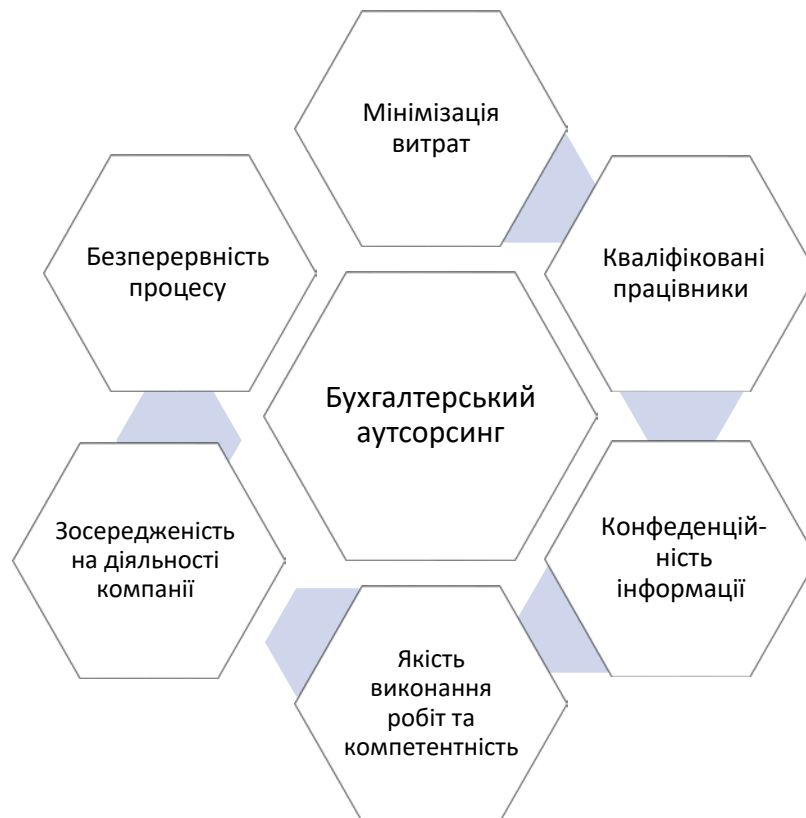 Мінімізація
витрат
Кваліфіковані
працівники
Конфеденцій-
ність
інформації
Якість
виконання
робіт та
компетентність
Зосередженість
на діяльності
компанії
Безперервність
процесу
Бухгалтерський
аутсорсинг